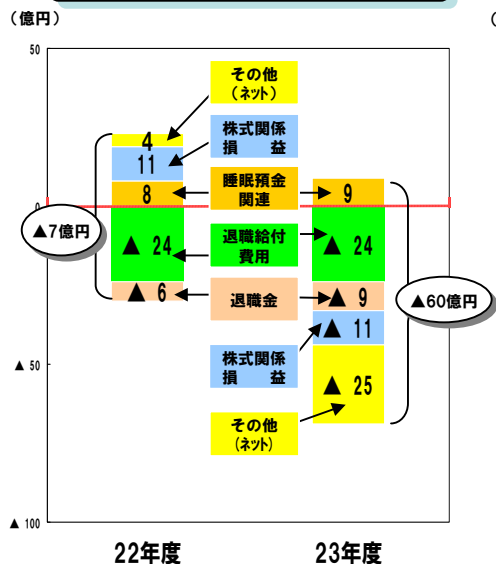 （億円）
（
50
0
▲ 50
▲ 100
その他
（ネット）
株式関係
損　　益
睡眠預金
関連
退職給付
費用
退職金
株式関係
損　　益
その他
（ネット）
4
11
8
▲ 24
▲ 6
▲7億円
9
▲ 24
▲ 9
▲ 11
▲ 25
▲60億円
22年度
23年度